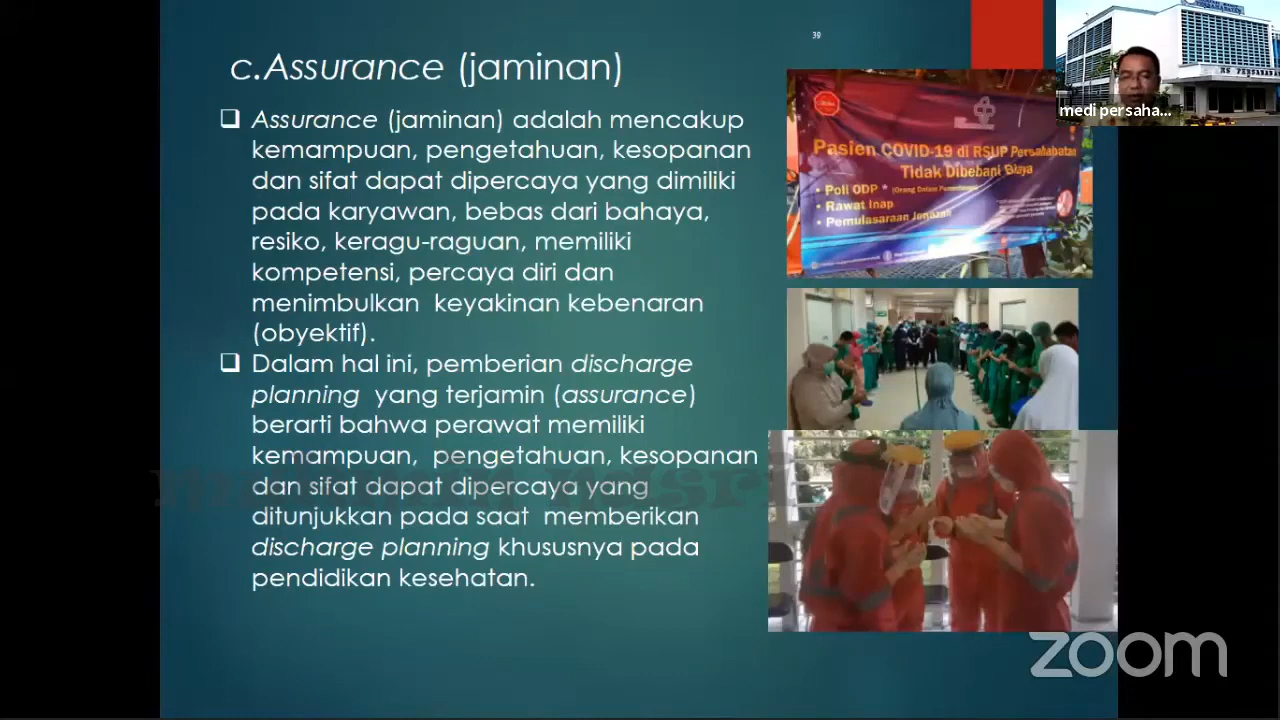 39
c.Assurance (jaminan)
Assurance (jaminan) adalah mencakup
kemampuan, pengetahuan, kesopanan
dan sifat dapat dipercaya yang dimiliki
pada karyawan, bebas dari bahaya,
resiko, keragu-raguan, memiliki
kompetensi, percaya diri dan
menimbulkan keyakinan kebenaran
(obyektif).
Dalam hal ini, pemberian discharge
planning yang terjamin (assurance)
berarti bahwa perawat memiliki
kemampuan, pengetahuan, kesopanan
dan sifat dapat dipercaya yang
ditunjukkan pada saat memberikan
discharge planning khususnya pada
pendidikan kesehatan.
Pasien COVID-19 di RSUP Persahabatan
Tidak Dibebani Biaya
• Poli ODP * (Orang Dalam Pemantauan)
• Rawat Inap
• Pemulasaraan Jenazah
medi persaha...
zoom